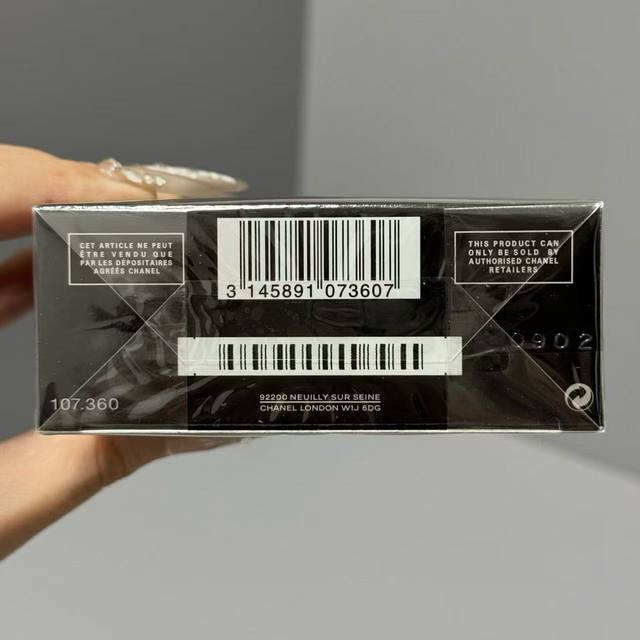 CET ARTICLE NE PEUT
ÊTRE VENDU QUE
PAR LES DÉPOSITAIRES
AGRÉÉS CHANEL
3 145891 073607
THIS PRODUCT CAN
ONLY BE SOLD BY
AUTHORISED CHANEL
RETAILERS
0902
107.360
92200 NEUILLY SUR SEINE
CHANEL LONDON W1J 6DG